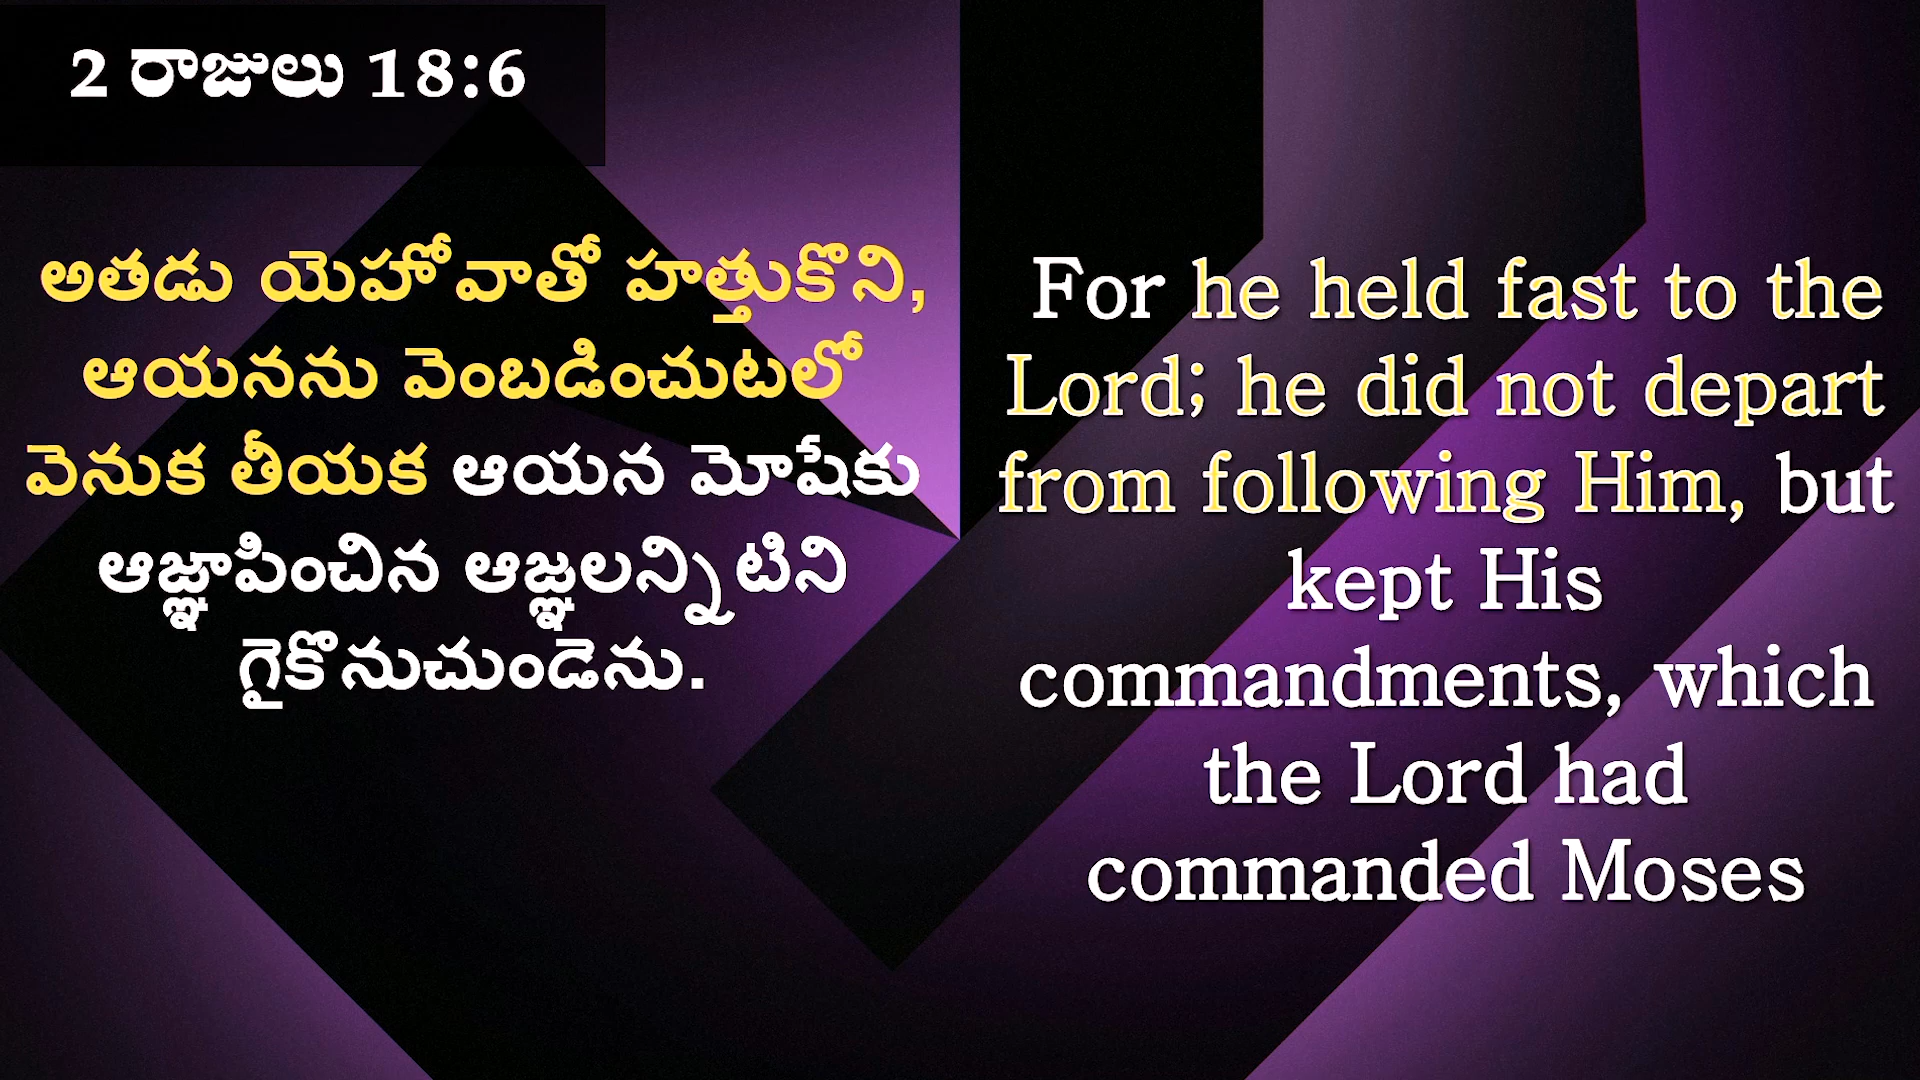 2 రాజులు 18:6
అతడు యెహోవాతో హత్తుకొని,
ఆయనను వెంబడించుటలో
వెనుక తీయక ఆయన మోషేకు
ఆజ్ఞాపించిన ఆజ్ఞలన్నిటిని
గైకొనుచుండెను.
For he held fast to the
Lord; he did not depart
from following Him, but
kept His
commandments, which
the Lord had
commanded Moses